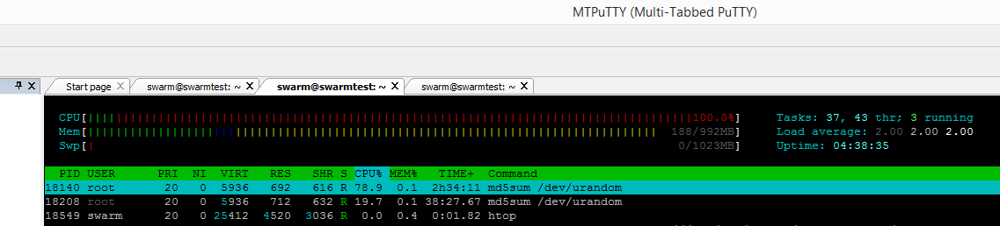 MTPuTTY (Multi-Tabbed PuTTY)
Start page swarm@swarmtest: ~ swarm@swarmtest: ~ swarm@swarmtest: ~
CPU[100.0%] Tasks: 37, 43 thr; 3 running
Mem[188/992MB] Load average: 2.00 2.00 2.00
Swp[0/1023MB] Uptime: 04:38:35
PID USER PRI NI VIRT RES SHR S CPU% MEM% TIME+ Command
18140 root 20 0 5936 692 616 R 78.9 0.1 2h34:11 md5sum /dev/urandom
18208 root 20 0 5936 712 632 R 19.7 0.1 38:27.67 md5sum /dev/urandom
18549 swarm 20 0 25412 4520 3036 R 0.0 0.4 0:01.82 htop